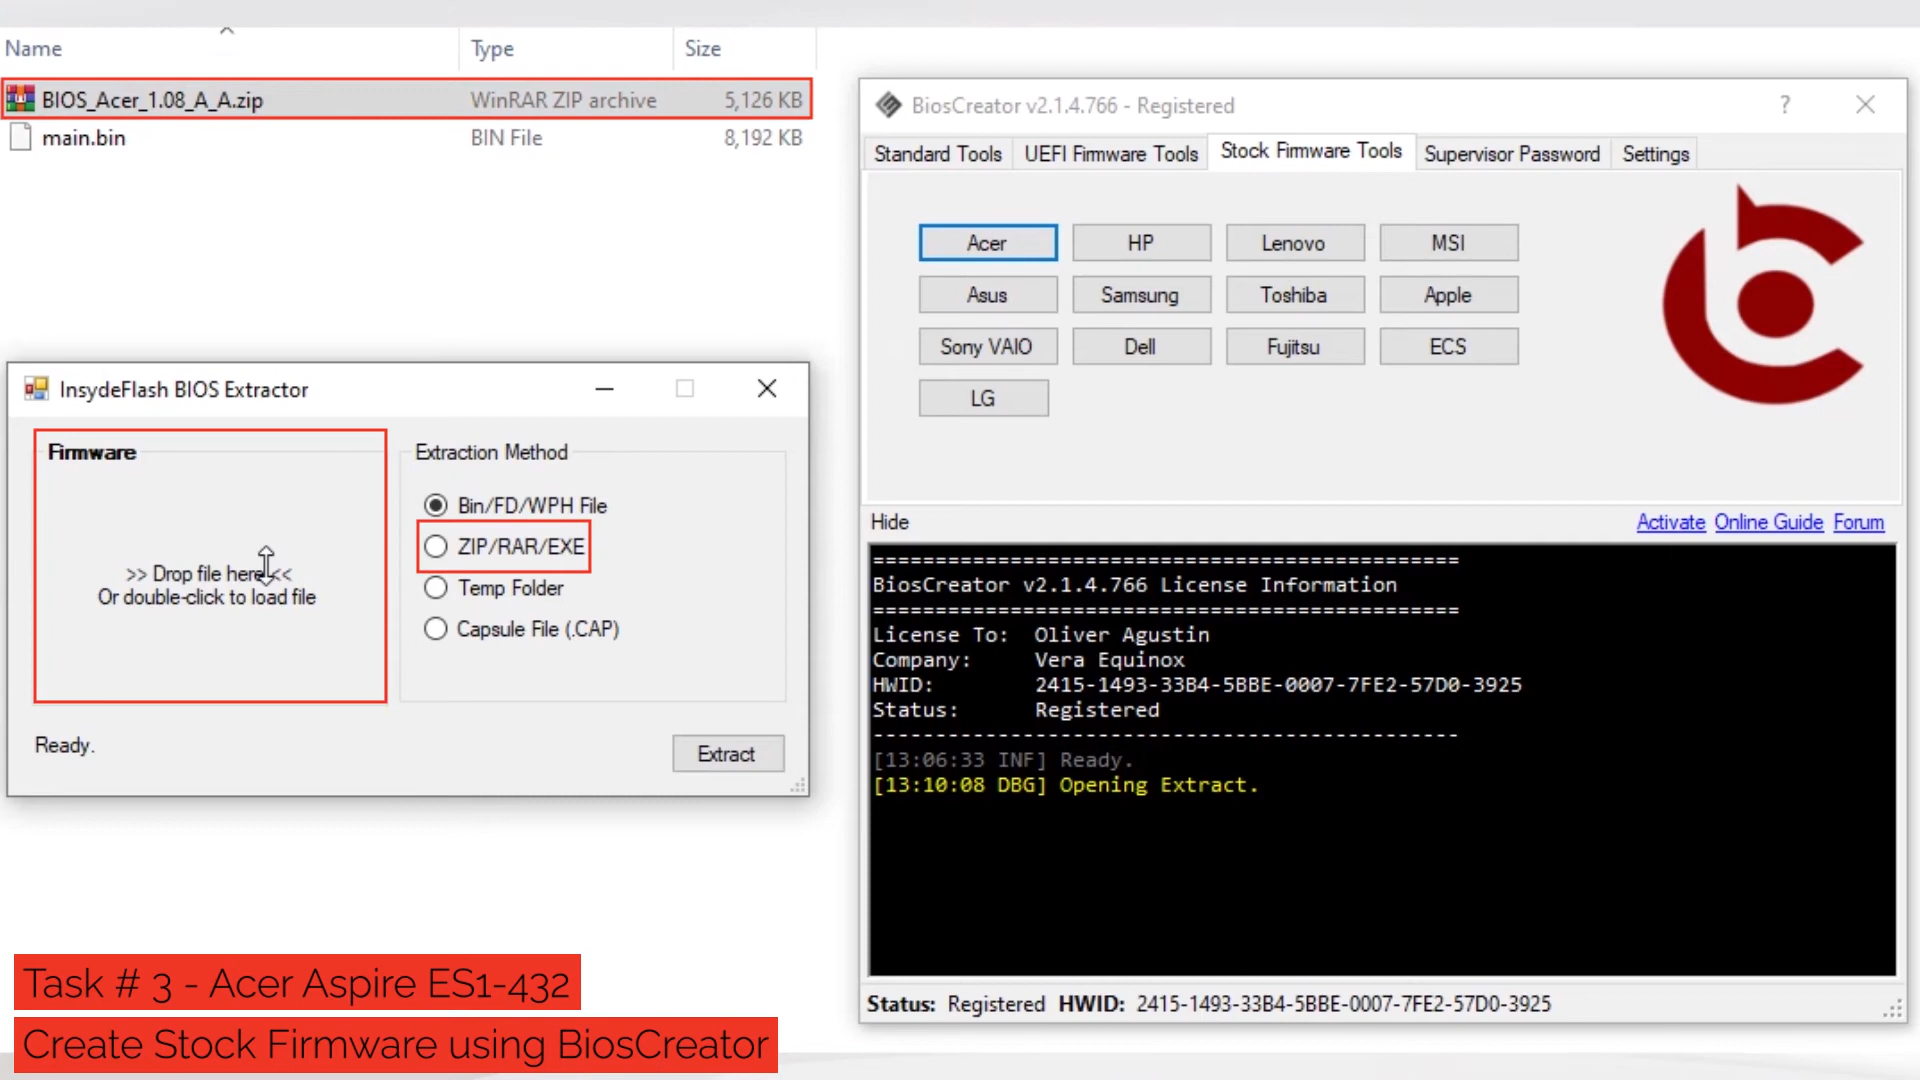 Name Type Size
BIOS_Acer_1.08_A_A.zip WinRAR ZIP archive 5,126 KB
main.bin BIN File 8,192 KB
InsydeFlash BIOS Extractor
Firmware
>> Drop file here <<
Or double-click to load file
Extraction Method
Bin/FD/WPH File
ZIP/RAR/EXE
Temp Folder
Capsule File (.CAP)
Ready.
Extract
BiosCreator v2.1.4.766 - Registered
Standard Tools UEFI Firmware Tools Stock Firmware Tools Supervisor Password Settings
Acer HP Lenovo MSI
Asus Samsung Toshiba Apple
Sony VAIO Dell Fujitsu ECS
LG
Hide Activate Online Guide Forum
===============================================
BiosCreator v2.1.4.766 License Information
===============================================
License To: Oliver Agustin
Company: Vera Equinox
HWID: 2415-1493-33B4-5BBE-0007-7FE2-57D0-3925
Status: Registered
-----------------------------------------------
[13:06:33 INF] Ready.
[13:10:08 DBG] Opening Extract.
Status: Registered HWID: 2415-1493-33B4-5BBE-0007-7FE2-57D0-3925
Task # 3 - Acer Aspire ES1-432
Create Stock Firmware using BiosCreator